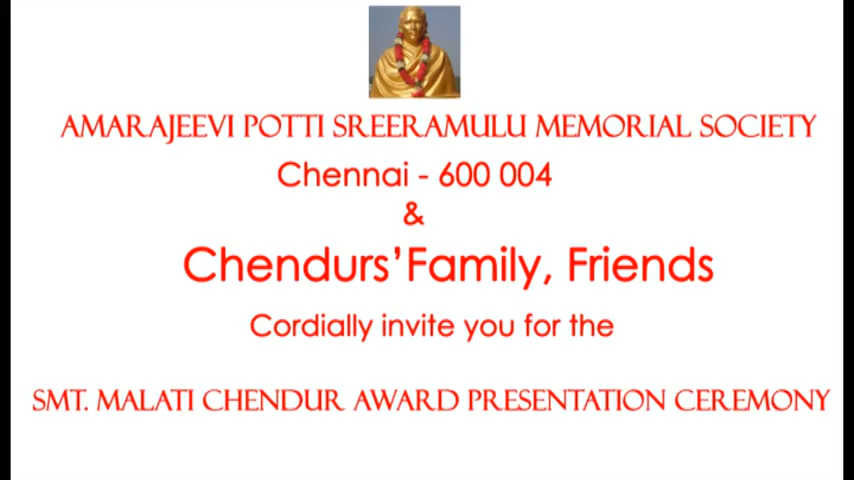 AMARAJEEVI POTTI SREERAMULU MEMORIAL SOCIETY
Chennai - 600 004
&
Chendurs' Family, Friends
Cordially invite you for the
SMT. MALATI CHENDUR AWARD PRESENTATION CEREMONY